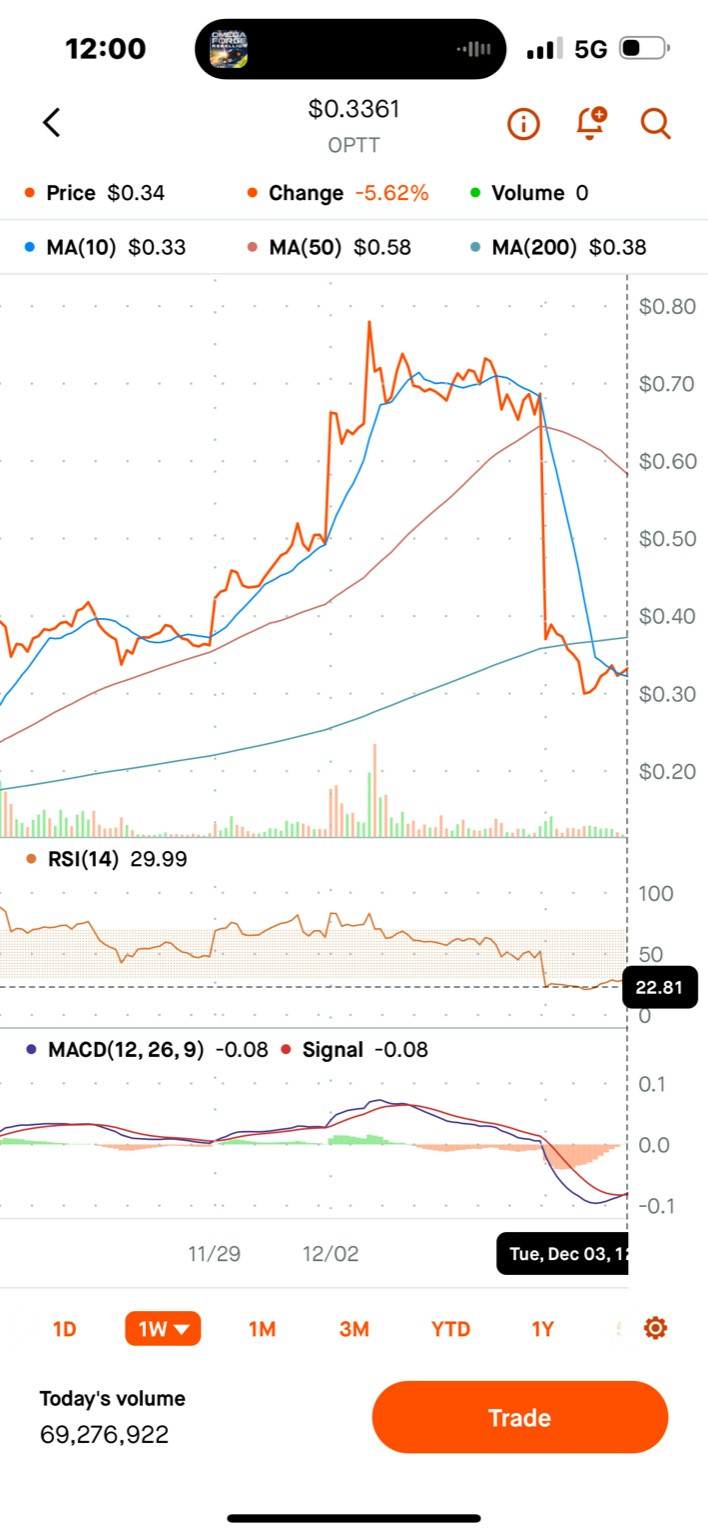 12:00
OMEGA
FORGE
REBELLION
5G
$0.3361
OPTT
Price $0.34 Change -5.62% Volume 0
MA(10) $0.33 MA(50) $0.58 MA(200) $0.38
$0.80
$0.70
$0.60
$0.50
$0.40
$0.30
$0.20
RSI(14) 29.99
100
50
22.81
0
MACD(12, 26, 9) -0.08 Signal -0.08
0.1
0.0
-0.1
11/29 12/02 Tue, Dec 03, 12
1D 1W 1M 3M YTD 1Y
Today's volume
69,276,922
Trade